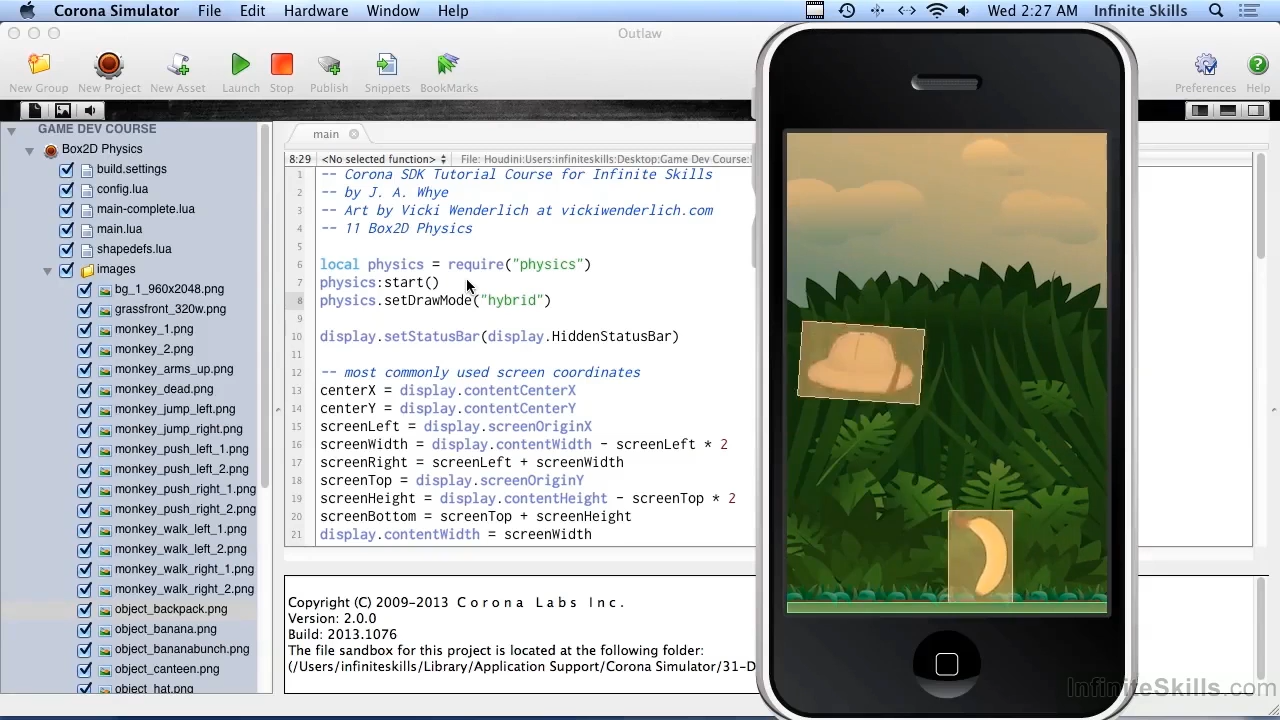 Corona Simulator File Edit Hardware Window Help Wed 2:27 AM Infinite Skills
Outlaw
New Group New Project New Asset Launch Stop Publish Snippets BookMarks Preferences Help
GAME DEV COURSE
Box2D Physics
build.settings
config.lua
main-complete.lua
main.lua
shapedefs.lua
images
bg_1_960x2048.png
grassfront_320w.png
monkey_1.png
monkey_2.png
monkey_arms_up.png
monkey_dead.png
monkey_jump_left.png
monkey_jump_right.png
monkey_push_left_1.png
monkey_push_left_2.png
monkey_push_right_1.png
monkey_push_right_2.png
monkey_walk_left_1.png
monkey_walk_left_2.png
monkey_walk_right_1.png
monkey_walk_right_2.png
object_backpack.png
object_banana.png
object_bananabunch.png
object_canteen.png
object_hat.png
main
8:29 <No selected function> File: Houdini:Users:infiniteskills:Desktop:Game Dev Course:
1 -- Corona SDK Tutorial Course for Infinite Skills
2 -- by J. A. Whye
3 -- Art by Vicki Wenderlich at vickiwenderlich.com
4 -- 11 Box2D Physics
5
6 local physics = require("physics")
7 physics:start()
8 physics.setDrawMode("hybrid")
10 display.setStatusBar(display.HiddenStatusBar)
11
12 -- most commonly used screen coordinates
13 centerX = display.contentCenterX
14 centerY = display.contentCenterY
15 screenLeft = display.screenOriginX
16 screenWidth = display.contentWidth - screenLeft * 2
17 screenRight = screenLeft + screenWidth
18 screenTop = display.screenOriginY
19 screenHeight = display.contentHeight - screenTop * 2
20 screenBottom = screenTop + screenHeight
21 display.contentWidth = screenWidth
Copyright (C) 2009-2013 C o r o n a L a b s I n c .
Version: 2.0.0
Build: 2013.1076
The file sandbox for this project is located at the following folder:
(/Users/infiniteskills/Library/Application Support/Corona Simulator/31-D
InfiniteSkills.com